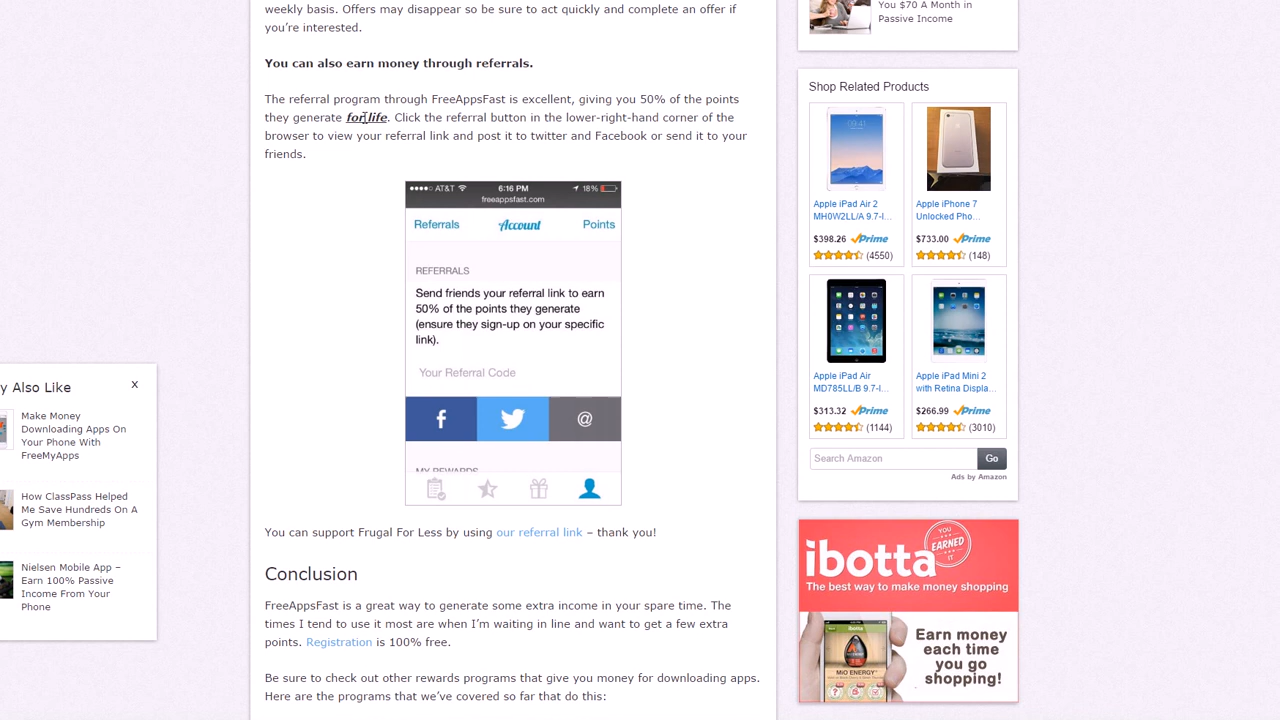 weekly basis. Offers may disappear so be sure to act quickly and complete an offer if
you're interested.
You can also earn money through referrals.
The referral program through FreeAppsFast is excellent, giving you 50% of the points
they generate for life. Click the referral button in the lower-right-hand corner of the
browser to view your referral link and post it to twitter and Facebook or send it to your
friends.
AT&T 6:16 PM 18%
freeappsfast.com
Referrals Account Points
REFERRALS
Send friends your referral link to earn
50% of the points they generate
(ensure they sign-up on your specific
link).
Your Referral Code
f @
MY REWARDS
You can support Frugal For Less by using our referral link – thank you!
Conclusion
FreeAppsFast is a great way to generate some extra income in your spare time. The
times I tend to use it most are when I'm waiting in line and want to get a few extra
points. Registration is 100% free.
Be sure to check out other rewards programs that give you money for downloading apps.
Here are the programs that we've covered so far that do this:
y Also Like x
Make Money
Downloading Apps On
Your Phone With
FreeMyApps
How ClassPass Helped
Me Save Hundreds On A
Gym Membership
Nielsen Mobile App –
Earn 100% Passive
Income From Your
Phone
You $70 A Month in
Passive Income
Shop Related Products
Apple iPad Air 2
MH0W2LL/A 9.7-I...
$398.26 Prime
(4550)
Apple iPhone 7
Unlocked Pho...
$733.00 Prime
(148)
Apple iPad Air
MD785LL/B 9.7-I...
$313.32 Prime
(1144)
Apple iPad Mini 2
with Retina Displa...
$266.99 Prime
(3010)
Search Amazon Go
Ads by Amazon
YOU
EARNED
IT
ibotta
The best way to make money shopping
ibotta
MiO ENERGY
Earn money
each time
you go
shopping!